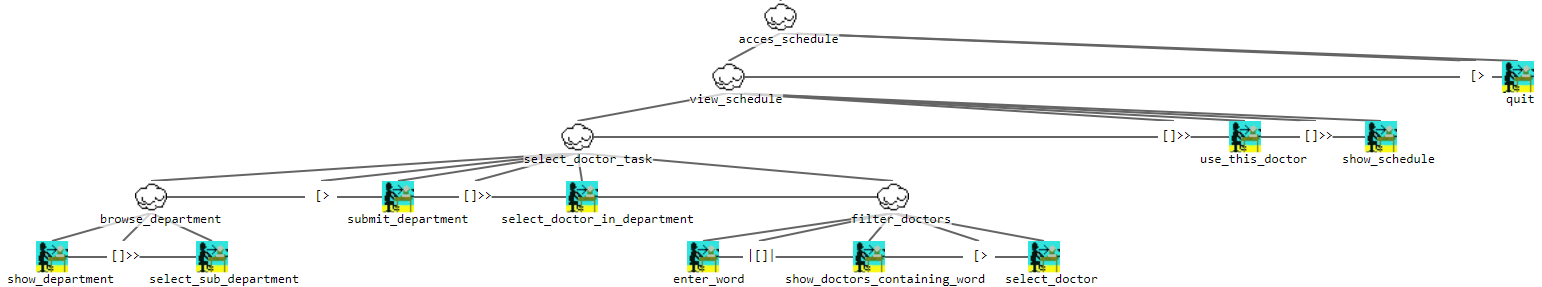 acces_schedule
[>
view_schedule
quit
[]>>
[]>>
select_doctor_task
use_this_doctor
show_schedule
[>
[]>>
browse_department
submit_department
select_doctor_in_department
filter_doctors
[]>>
|[]|
[>
show_department
select_sub_department
enter_word
show_doctors_containing_word
select_doctor